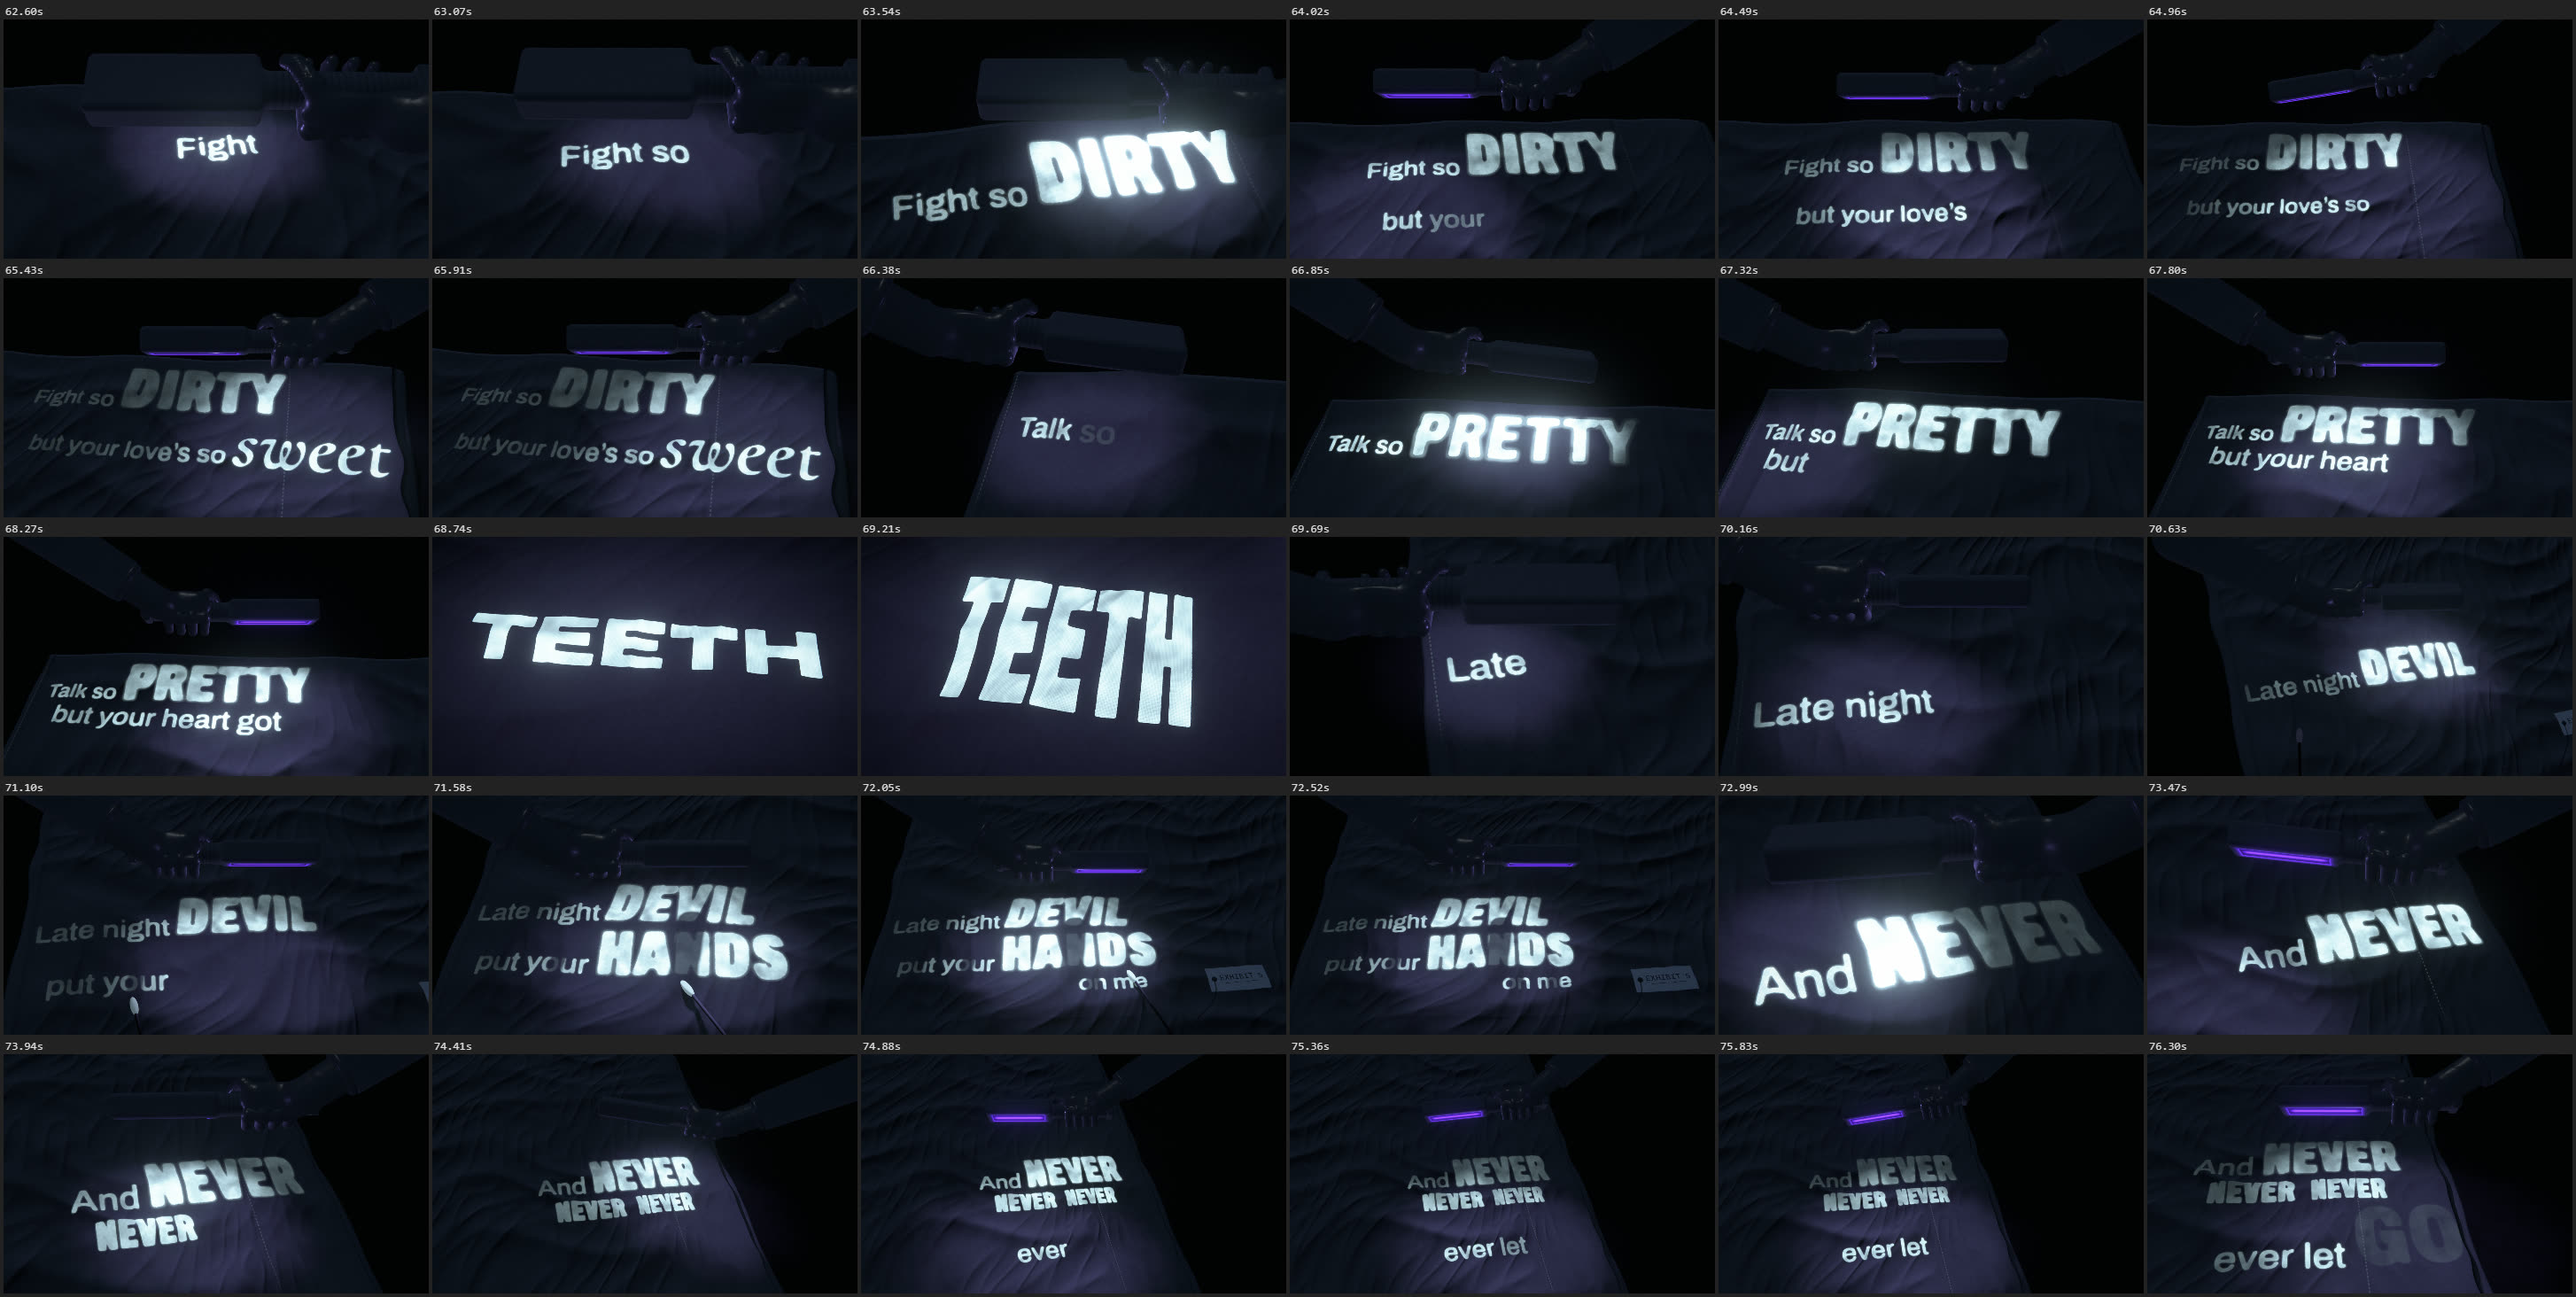 62.60s
Fight
63.07s
Fight so
63.54s
Fight so DIRTY
64.02s
Fight so DIRTY
but your
64.49s
Fight so DIRTY
but your love's
64.96s
Fight so DIRTY
but your love's so
65.43s
Fight so DIRTY
but your love's so sweet
65.91s
Fight so DIRTY
but your love's so sweet
66.38s
Talk so
66.85s
Talk so PRETTY
67.32s
Talk so PRETTY
but
67.80s
Talk so PRETTY
but your heart
68.27s
Talk so PRETTY
but your heart got
68.74s
TEETH
69.21s
TEETH
69.69s
Late
70.16s
Late night
70.63s
Late night DEVIL
71.10s
Late night DEVIL
put your
71.58s
Late night DEVIL
put your HANDS
72.05s
Late night DEVIL
put your HANDS
on me
EXHIBIT
72.52s
Late night DEVIL
put your HANDS
on me
EXHIBIT
72.99s
And NEVER
73.47s
And NEVER
73.94s
And NEVER
NEVER
74.41s
And NEVER
NEVER NEVER
74.88s
And NEVER
NEVER NEVER
ever
75.36s
And NEVER
NEVER NEVER
ever let
75.83s
And NEVER
NEVER NEVER
ever let
76.30s
And NEVER
NEVER NEVER
ever let GO